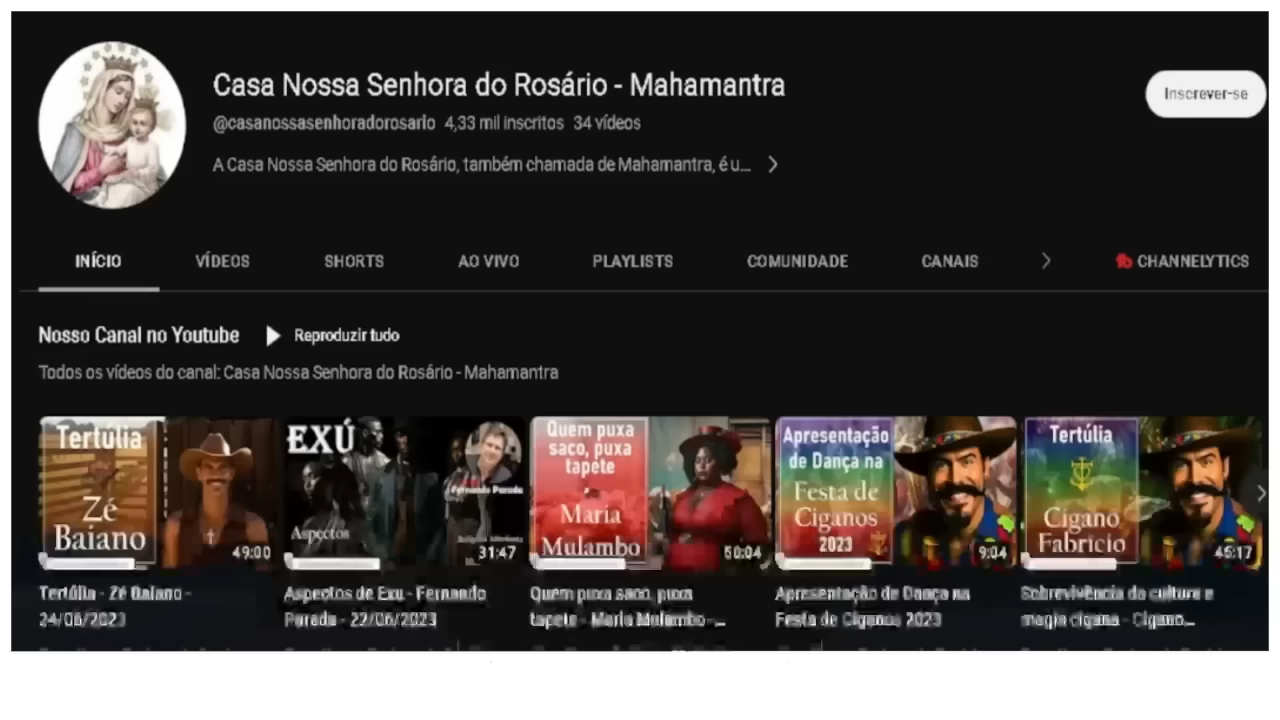 Casa Nossa Senhora do Rosário - Mahamantra
Inscrever-se
@casanossasenhoradorosario 4,33 mil inscritos 34 vídeos
A Casa Nossa Senhora do Rosário, também chamada de Mahamantra, é u...
INÍCIO VÍDEOS SHORTS AO VIVO PLAYLISTS COMUNIDADE CANAIS CHANNELYTICS
Nosso Canal no Youtube Reproduzir tudo
Todos os vídeos do canal: Casa Nossa Senhora do Rosário - Mahamantra
Tertúlia
Zé
Baiano
49:00
EXÚ
Fernando Parada
Aspectos
31:47
Quem puxa
saco, puxa
tapete
Maria
Mulambo
50:04
Apresentação
de Dança na
Festa de
Ciganos
2023
9:04
Tertúlia
Cigano
Fabrício
45:17
Tertúlia - Zé Baiano -
24/06/2023
Aspectos de Exu - Fernando
Parada - 22/06/2023
Quem puxa saco, puxa
tapete - Maria Mulambo -...
Apresentação de Dança na
Festa de Ciganos 2023
Sobrevivência da cultura e
magia cigana - Cigano...